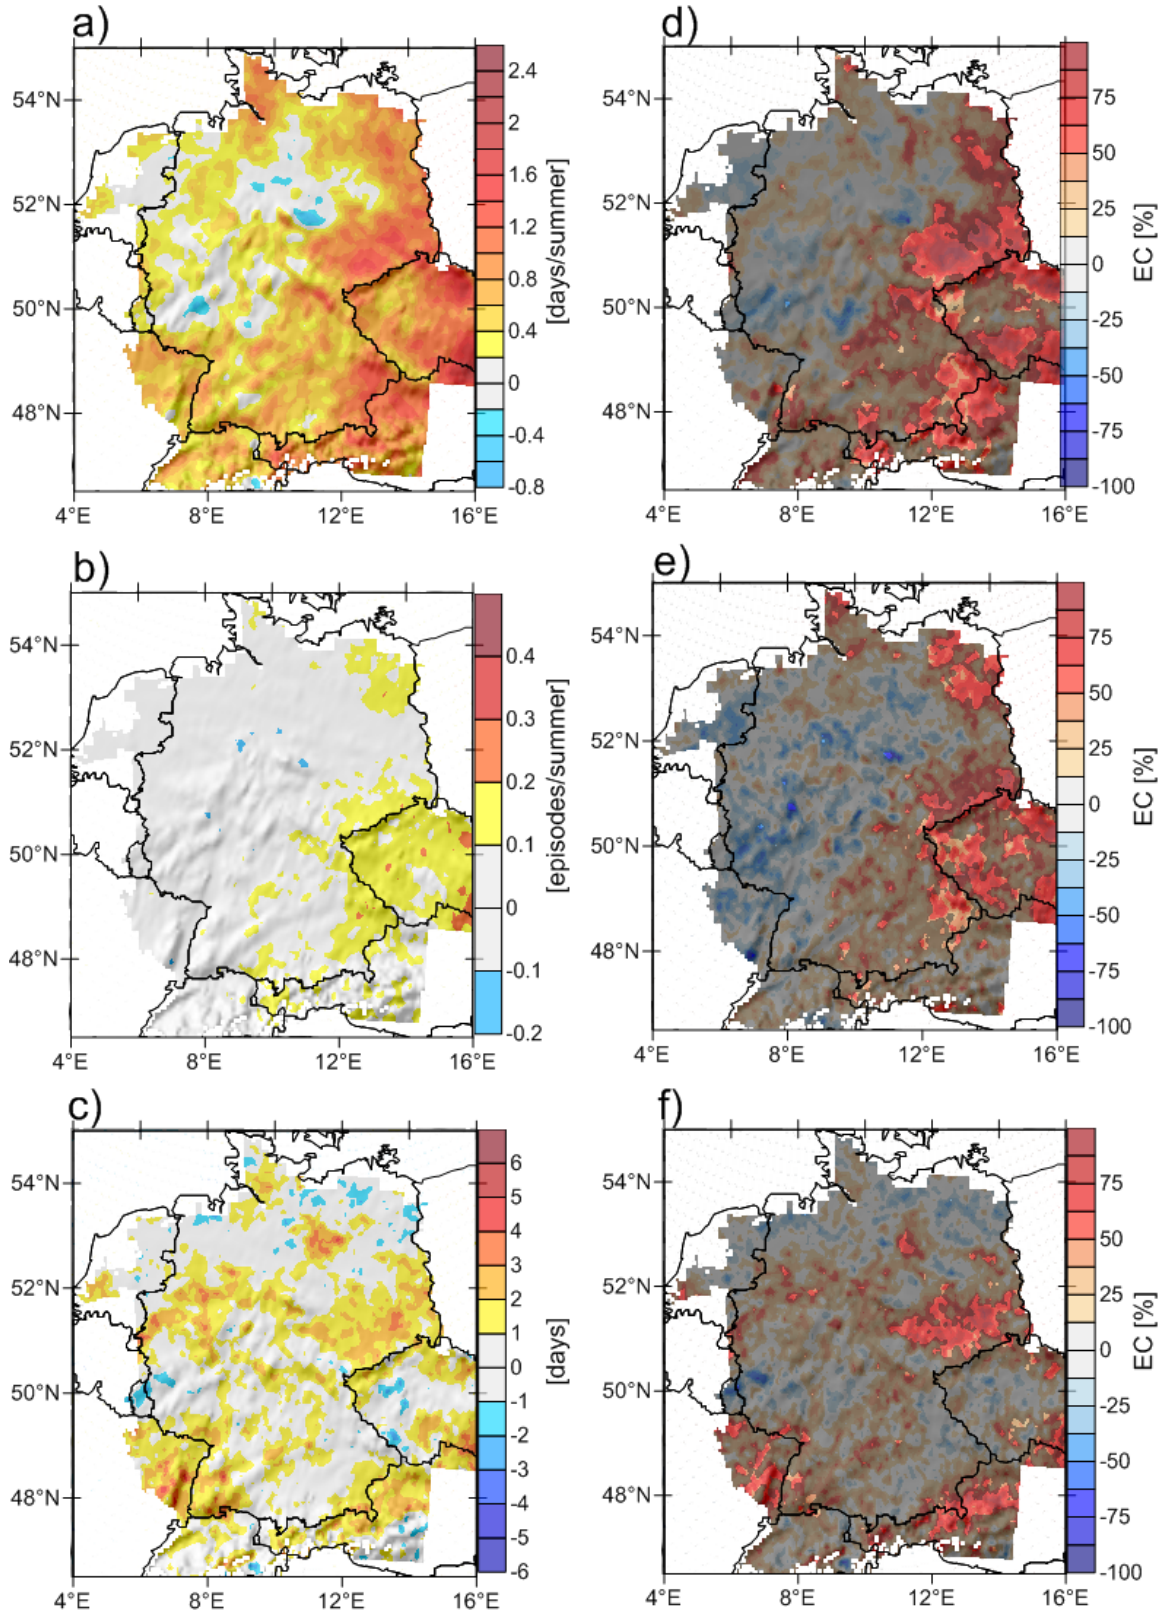 a)
54°N
52°N
50°N
48°N
4°E
8°E
12°E
16°E
2.4
2
1.6
1.2
0.8
0.4
0
-0.4
-0.8
[days/summer]
d)
54°N
52°N
50°N
48°N
4°E
8°E
12°E
16°E
75
50
25
0
-25
-50
-75
-100
EC [%]
b)
54°N
52°N
50°N
48°N
4°E
8°E
12°E
16°E
0.4
0.3
0.2
0.1
0
-0.1
-0.2
[episodes/summer]
e)
54°N
52°N
50°N
48°N
4°E
8°E
12°E
16°E
75
50
25
0
-25
-50
-75
-100
EC [%]
c)
54°N
52°N
50°N
48°N
4°E
8°E
12°E
16°E
6
5
4
3
2
1
0
-1
-2
-3
-4
-5
-6
[days]
f)
54°N
52°N
50°N
48°N
4°E
8°E
12°E
16°E
75
50
25
0
-25
-50
-75
-100
EC [%]